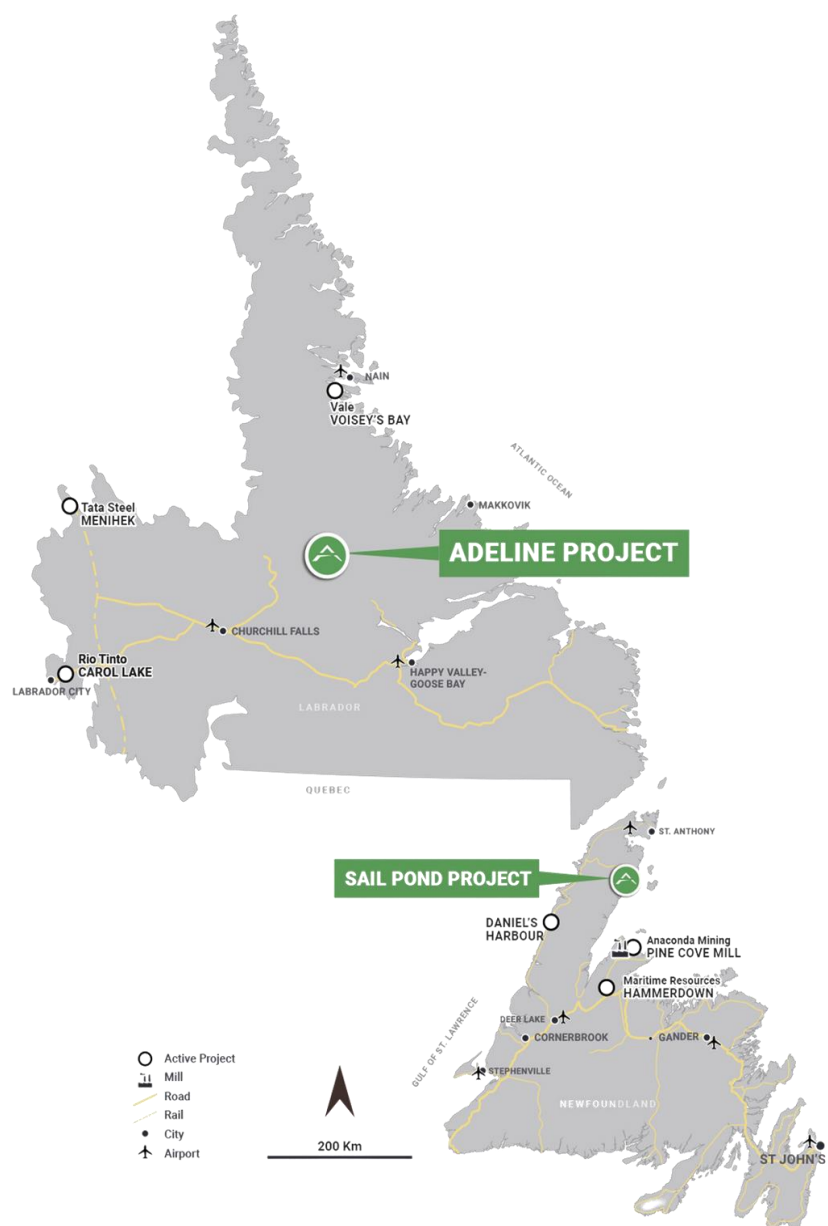 NAIN
Vale
VOISEY'S BAY
ATLANTIC OCEAN
MAKKOVIK
Tata Steel
MENIHEK
ADELINE PROJECT
CHURCHILL FALLS
Rio Tinto
CAROL LAKE
LABRADOR CITY
HAPPY VALLEY-
GOOSE BAY
LABRADOR
QUEBEC
ST. ANTHONY
SAIL POND PROJECT
DANIEL'S
HARBOUR
Anaconda Mining
PINE COVE MILL
Maritime Resources
HAMMERDOWN
GULF OF ST. LAWRENCE
DEER LAKE
CORNERBROOK
GANDER
STEPHENVILLE
NEWFOUNDLAND
ST JOHN'S
Active Project
Mill
Road
Rail
City
Airport
200 Km